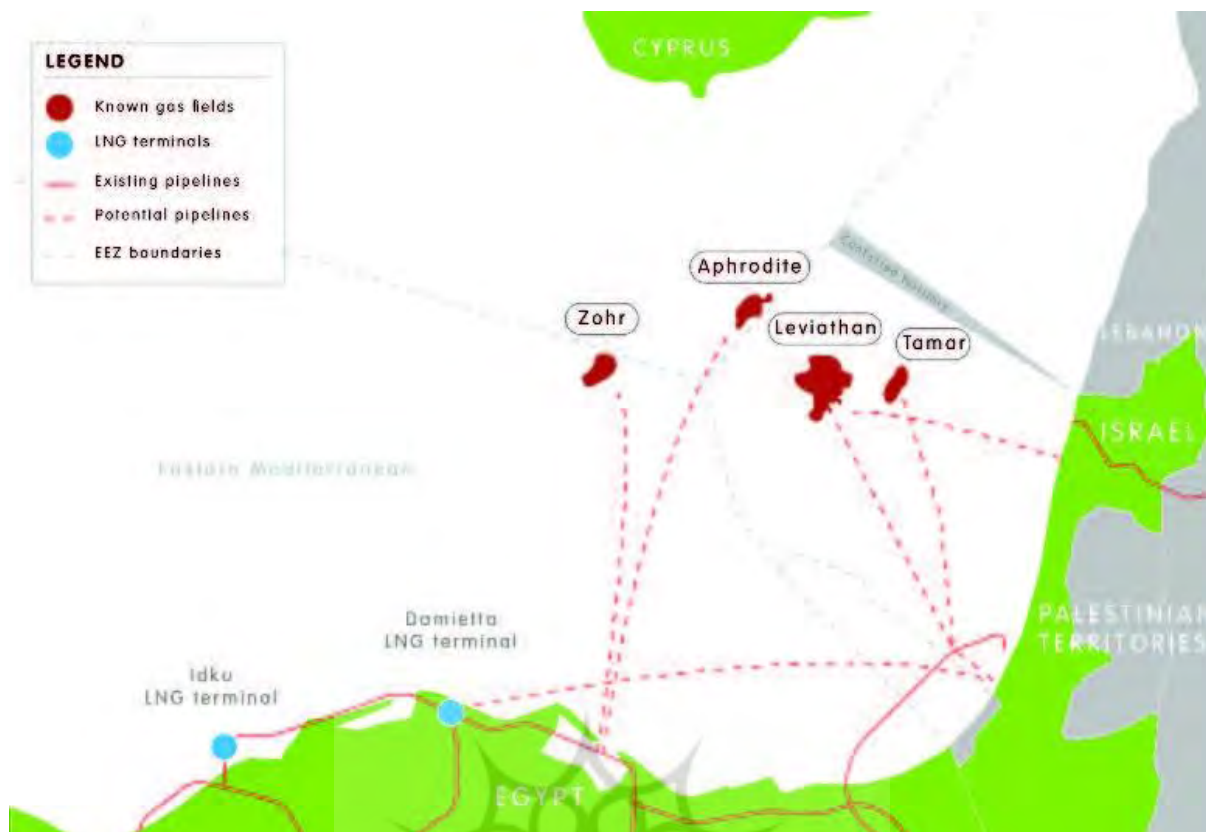 CYPRUS
LEGEND
Known gas fields
LNG terminals
Existing pipelines
Potential pipelines
EEZ boundaries
Aphrodite
Zohr
Leviathan
Tamar
LEBANON
ISRAEL
Eastern Mediterranean
Damietta
LNG terminal
PALESTINIAN
TERRITORIES
Idku
LNG terminal
EGYPT